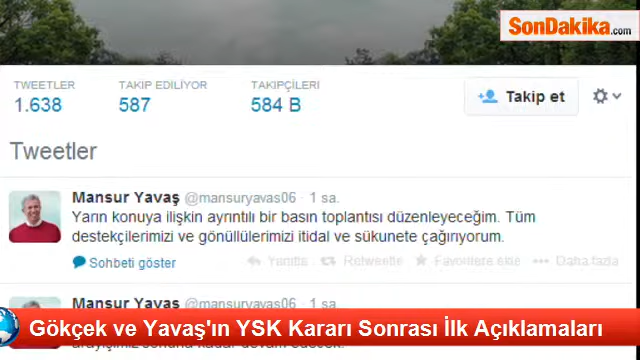 SonDakika.com
TWEETLER TAKİP EDİLİYOR TAKİPÇİLERİ
1.638 587 584 B Takip et
Tweetler
Mansur Yavaş @mansuryavas06 · 1 sa.
Yarın konuya ilişkin ayrıntılı bir basın toplantısı düzenleyeceğim. Tüm
destekçilerimizi ve gönüllülerimizi itidal ve sükunete çağırıyorum.
Sohbeti göster Yanıtla Retweetle Favorilere ekle Daha fazla
Mansur Yavaş @mansuryavas06 · 1 sa.
Gökçek ve Yavaş'ın YSK Kararı Sonrası İlk Açıklamaları